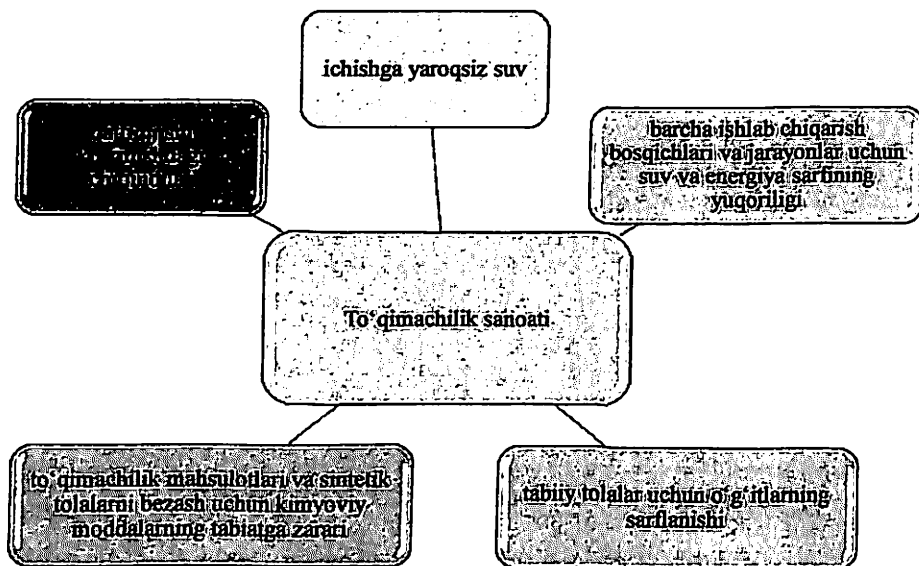 ichishga yaroqsiz suv
barcha ishlab chiqarish
bosqichlari va jarayonlar uchun
suv va energiya sarfining
yuqoriligi
To‘qimachilik sanoati
to‘qimachilik mahsulotlari va sintetik
tolalarni bezash uchun kimyoviy
moddalarning tabiatga zarari
tabiiy tolalar uchun o‘g‘itlarning
sarflanishi